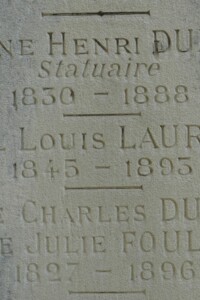 NE HENRI DU
Statuaire
1830 - 1888
LOUIS LAUR
1845 - 1893
CHARLES DU
E JULIE FOUL
1827 - 1896